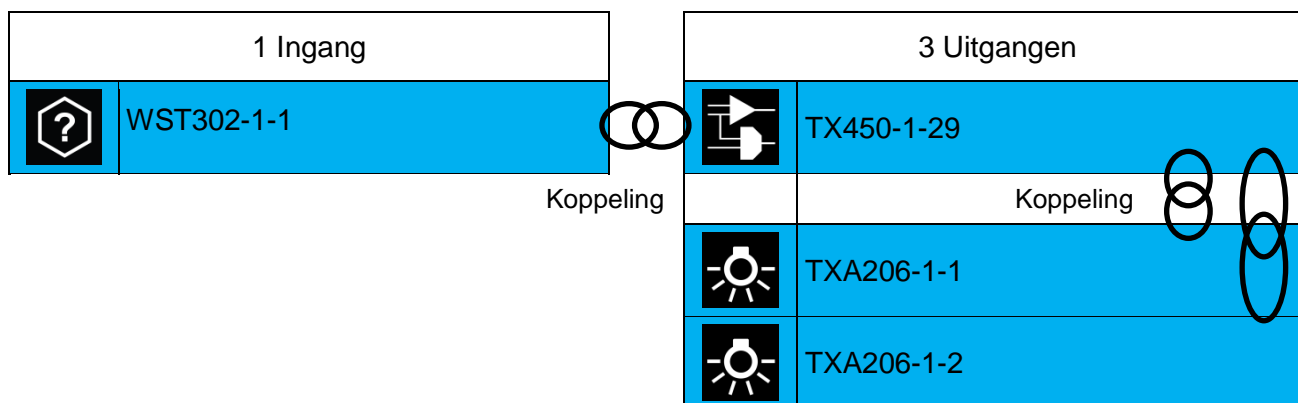 1 Ingang
3 Uitgangen
?
WST302-1-1
TX450-1-29
Koppeling
Koppeling
TXA206-1-1
TXA206-1-2